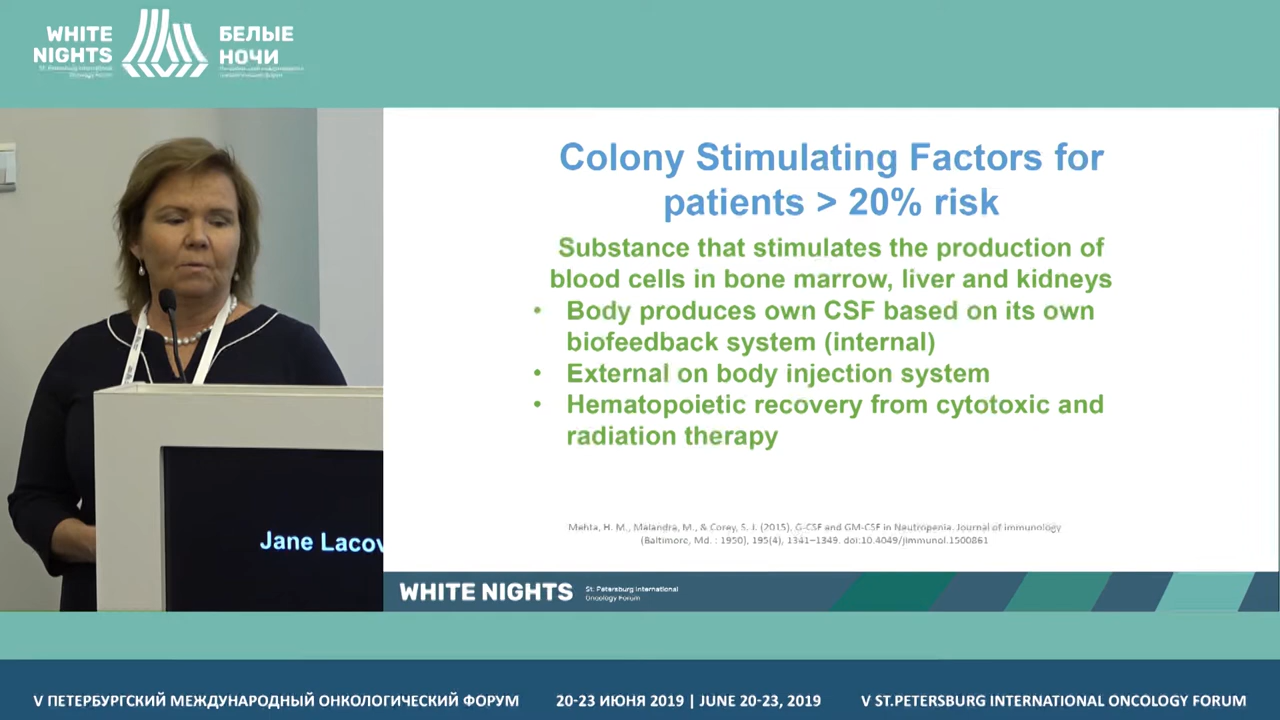 WHITE
NIGHTS
St. Petersburg International
Oncology Forum
БЕЛЫЕ
НОЧИ
Colony Stimulating Factors for
patients > 20% risk
Substance that stimulates the production of
blood cells in bone marrow, liver and kidneys
• Body produces own CSF based on its own
biofeedback system (internal)
• External on body injection system
• Hematopoietic recovery from cytotoxic and
radiation therapy
Mehta, H. M., Malandra, M., & Corey, S. J. (2015). G-CSF and GM-CSF in Neutropenia. Journal of immunology
(Baltimore, Md. : 1950), 195(4), 1341–1349. doi:10.4049/jimmunol.1500861
Jane Lacov
WHITE NIGHTS
St. Petersburg International
Oncology Forum
V ПЕТЕРБУРГСКИЙ МЕЖДУНАРОДНЫЙ ОНКОЛОГИЧЕСКИЙ ФОРУМ
20-23 ИЮНЯ 2019 | JUNE 20-23, 2019
V ST.PETERSBURG INTERNATIONAL ONCOLOGY FORUM